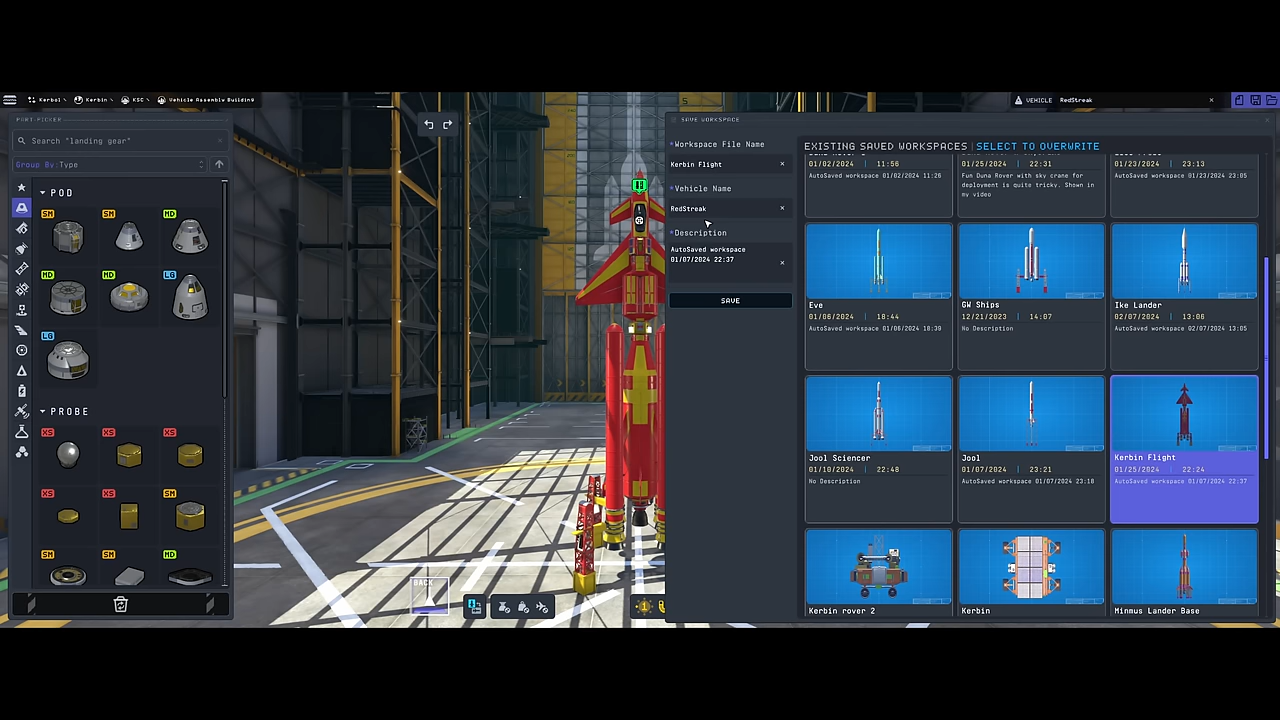 Kerbol
Kerbin
KSC
Vehicle Assembly Building
VEHICLE
RedStreak
PART-PICKER
Search "landing gear"
Group By:Type
POD
SM
SM
MD
MD
MD
LG
LG
PROBE
XS
XS
XS
XS
XS
SM
SM
SM
MD
5
BACK
1
SAVE WORKSPACE
*Workspace File Name
Kerbin Flight
*Vehicle Name
RedStreak
*Description
AutoSaved workspace
01/07/2024 22:37
SAVE
EXISTING SAVED WORKSPACES | SELECT TO OVERWRITE
01/02/2024 | 11:56
AutoSaved workspace 01/02/2024 11:26
01/25/2024 | 22:31
Fun Duna Rover with sky crane for
deployment is quite tricky. Shown in
my video
01/23/2024 | 23:13
AutoSaved workspace 01/23/2024 23:05
Eve
01/06/2024 | 18:44
AutoSaved workspace 01/06/2024 18:39
GW Ships
12/21/2023 | 14:07
No Description
Ike Lander
02/07/2024 | 13:06
AutoSaved workspace 02/07/2024 13:05
Jool Sciencer
01/10/2024 | 22:48
No Description
Jool
01/07/2024 | 23:21
AutoSaved workspace 01/07/2024 23:18
Kerbin Flight
01/25/2024 | 22:24
AutoSaved workspace 01/07/2024 22:37
Kerbin rover 2
Kerbin
Minmus Lander Base